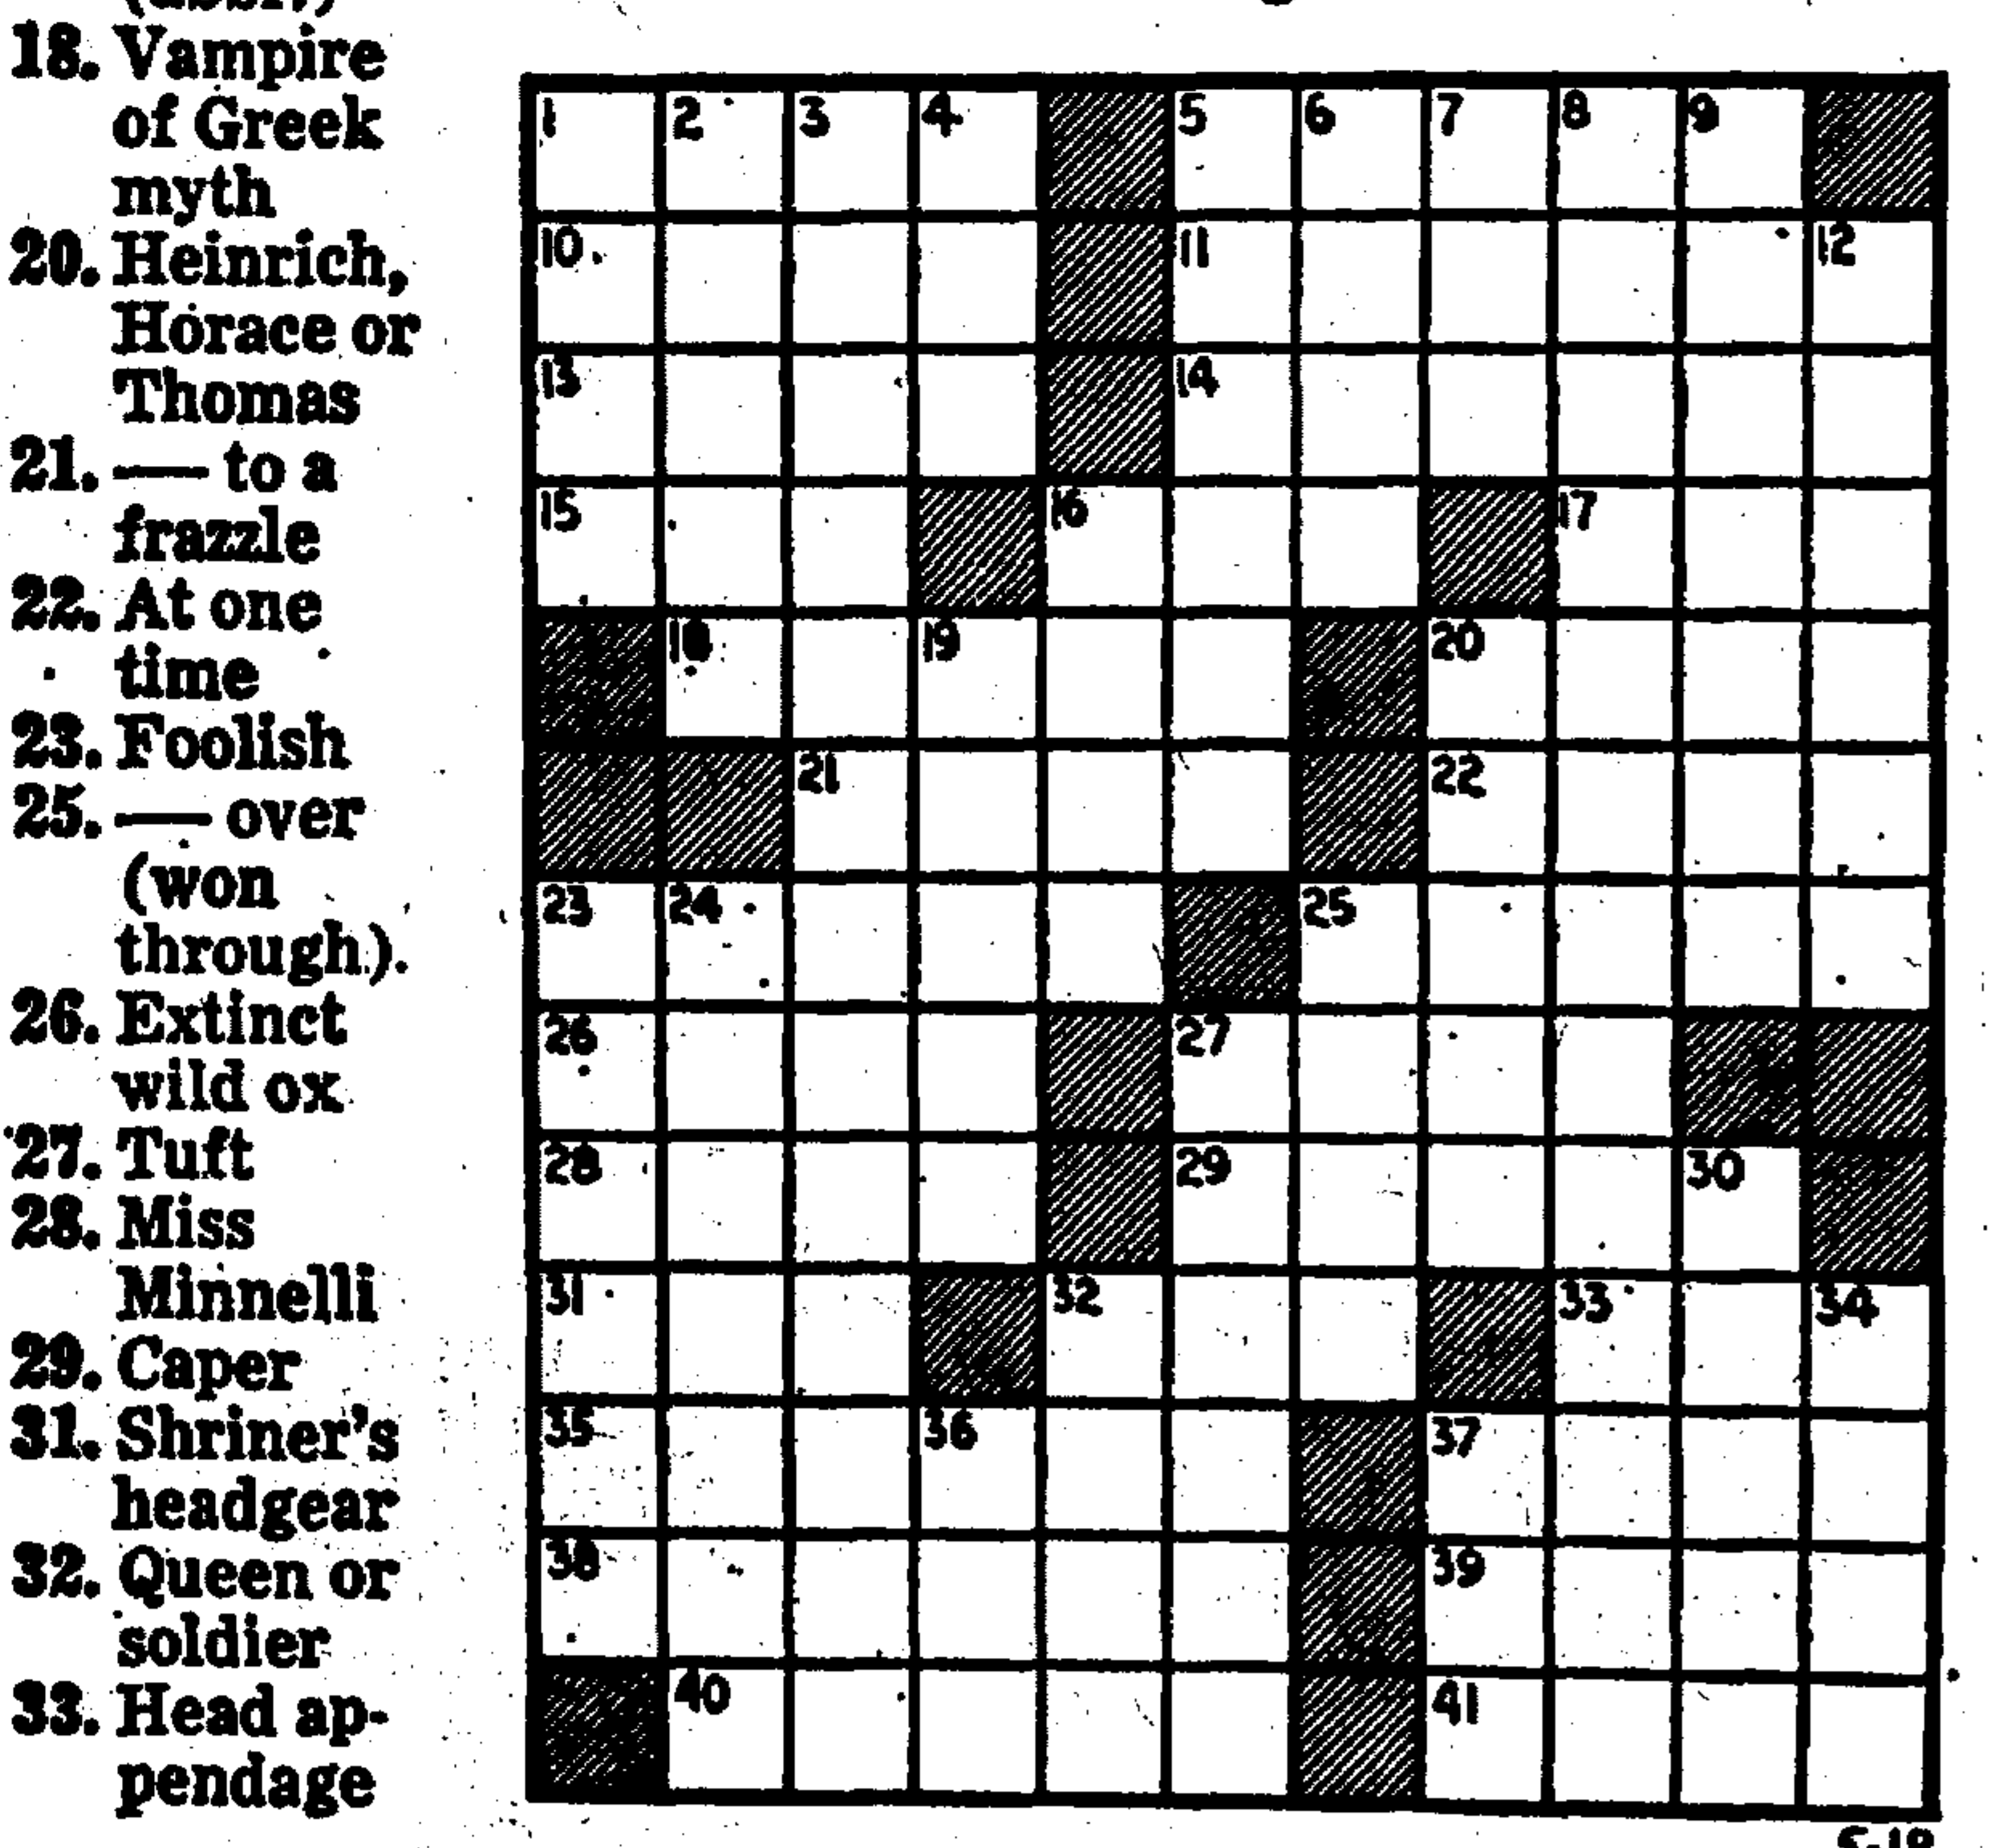 18. Vampire
of Greek
myth
20. Heinrich,
Horace or
Thomas
21. — to a
frazzle
22. At one
time
23. Foolish
25. — over
(won
through).
26. Extinct
wild ox
27. Tuft
28. Miss
Minnelli
29. Caper
31. Shriner's
headgear
32. Queen or
soldier
33. Head ap-
pendage
1 2 3 4 5 6 7 8 9
10 11 12
13 14
15 16 17
18 19 20
21 22
23 24 25
26 27
28 29 30
31 32 33 34
35 36 37
38 39
40 41